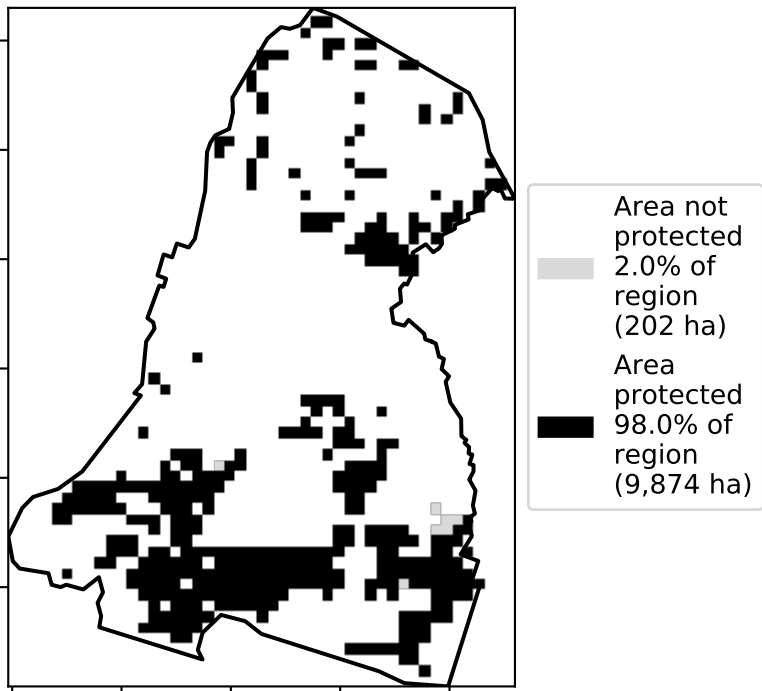 Area not
protected
2.0% of
region
(202 ha)
Area
protected
98.0% of
region
(9,874 ha)